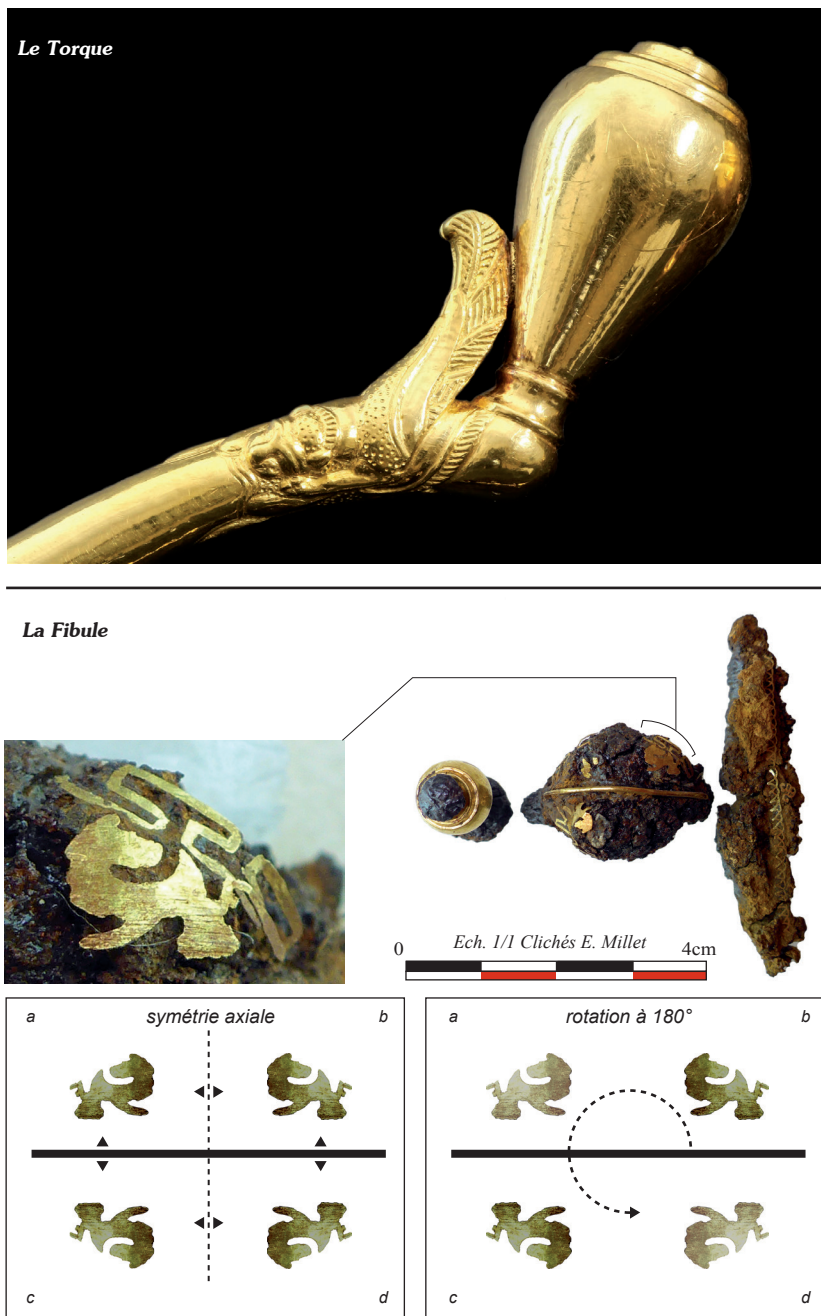 Le Torque
La Fibule
0 Ech. 1/1 Clichés E. Millet 4cm
a symétrie axiale b
c d
a rotation à 180° b
c d